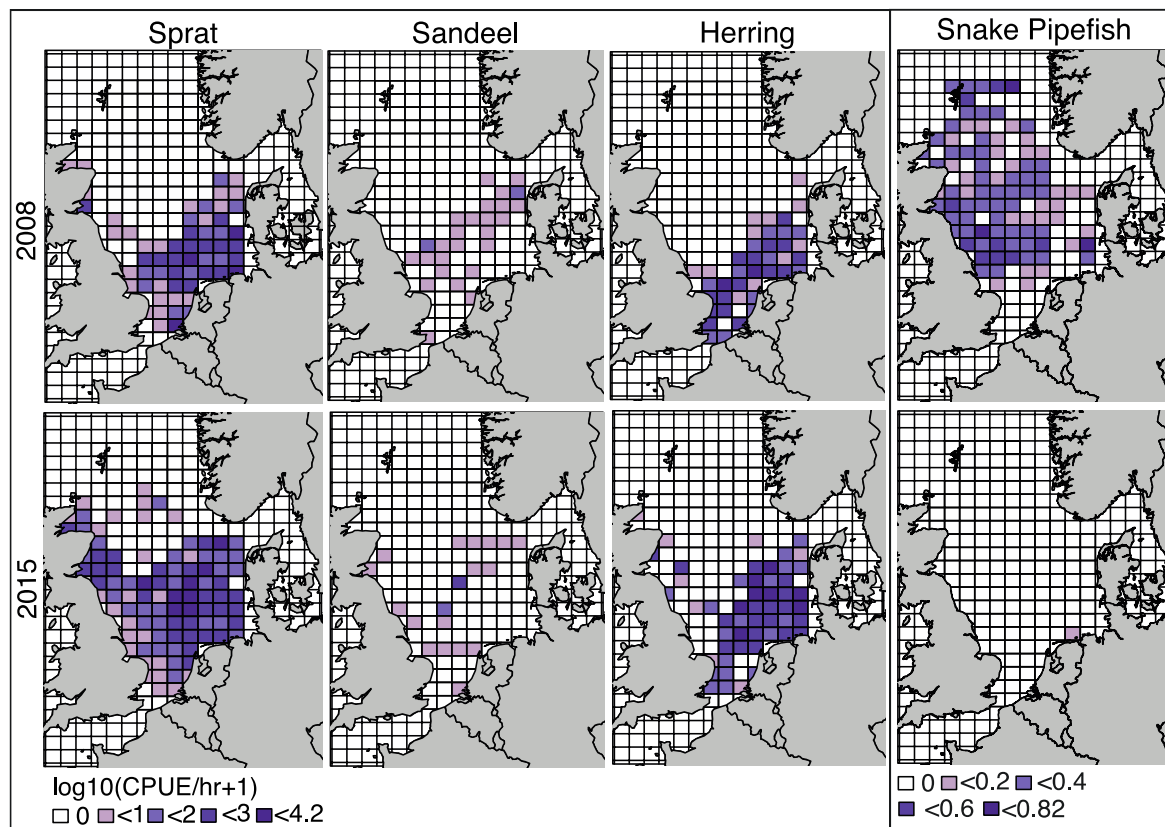 Sprat Sandeel Herring Snake Pipefish
2008
2015
log10(CPUE/hr+1)
0 <1 <2 <3 <4.2
0 <0.2 <0.4
<0.6 <0.82